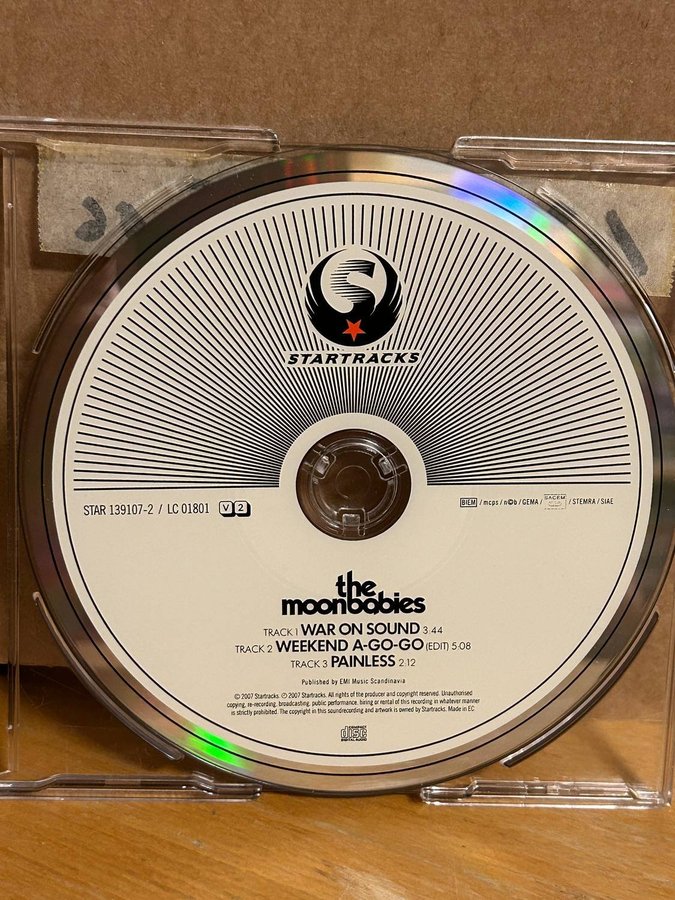 S
STARTRACKS
STAR 139107-2 / LC 01801 V2
BIEM / mcps / n©b / GEMA / SACEM / STEMRA / SIAE
the
moonbabies
TRACK 1 WAR ON SOUND 3.44
TRACK 2 WEEKEND A-GO-GO (EDIT) 5.08
TRACK 3 PAINLESS 2.12
Published by EMI Music Scandinavia
© 2007 Startracks. ℗ 2007 Startracks. All rights of the producer and copyright reserved. Unauthorised
copying, re-recording, broadcasting, public performance, hiring or rental of this recording in whatever manner
is strictly prohibited. The copyright in this soundrecording and artwork is owned by Startracks. Made in EC
COMPACT
disc
DIGITAL AUDIO